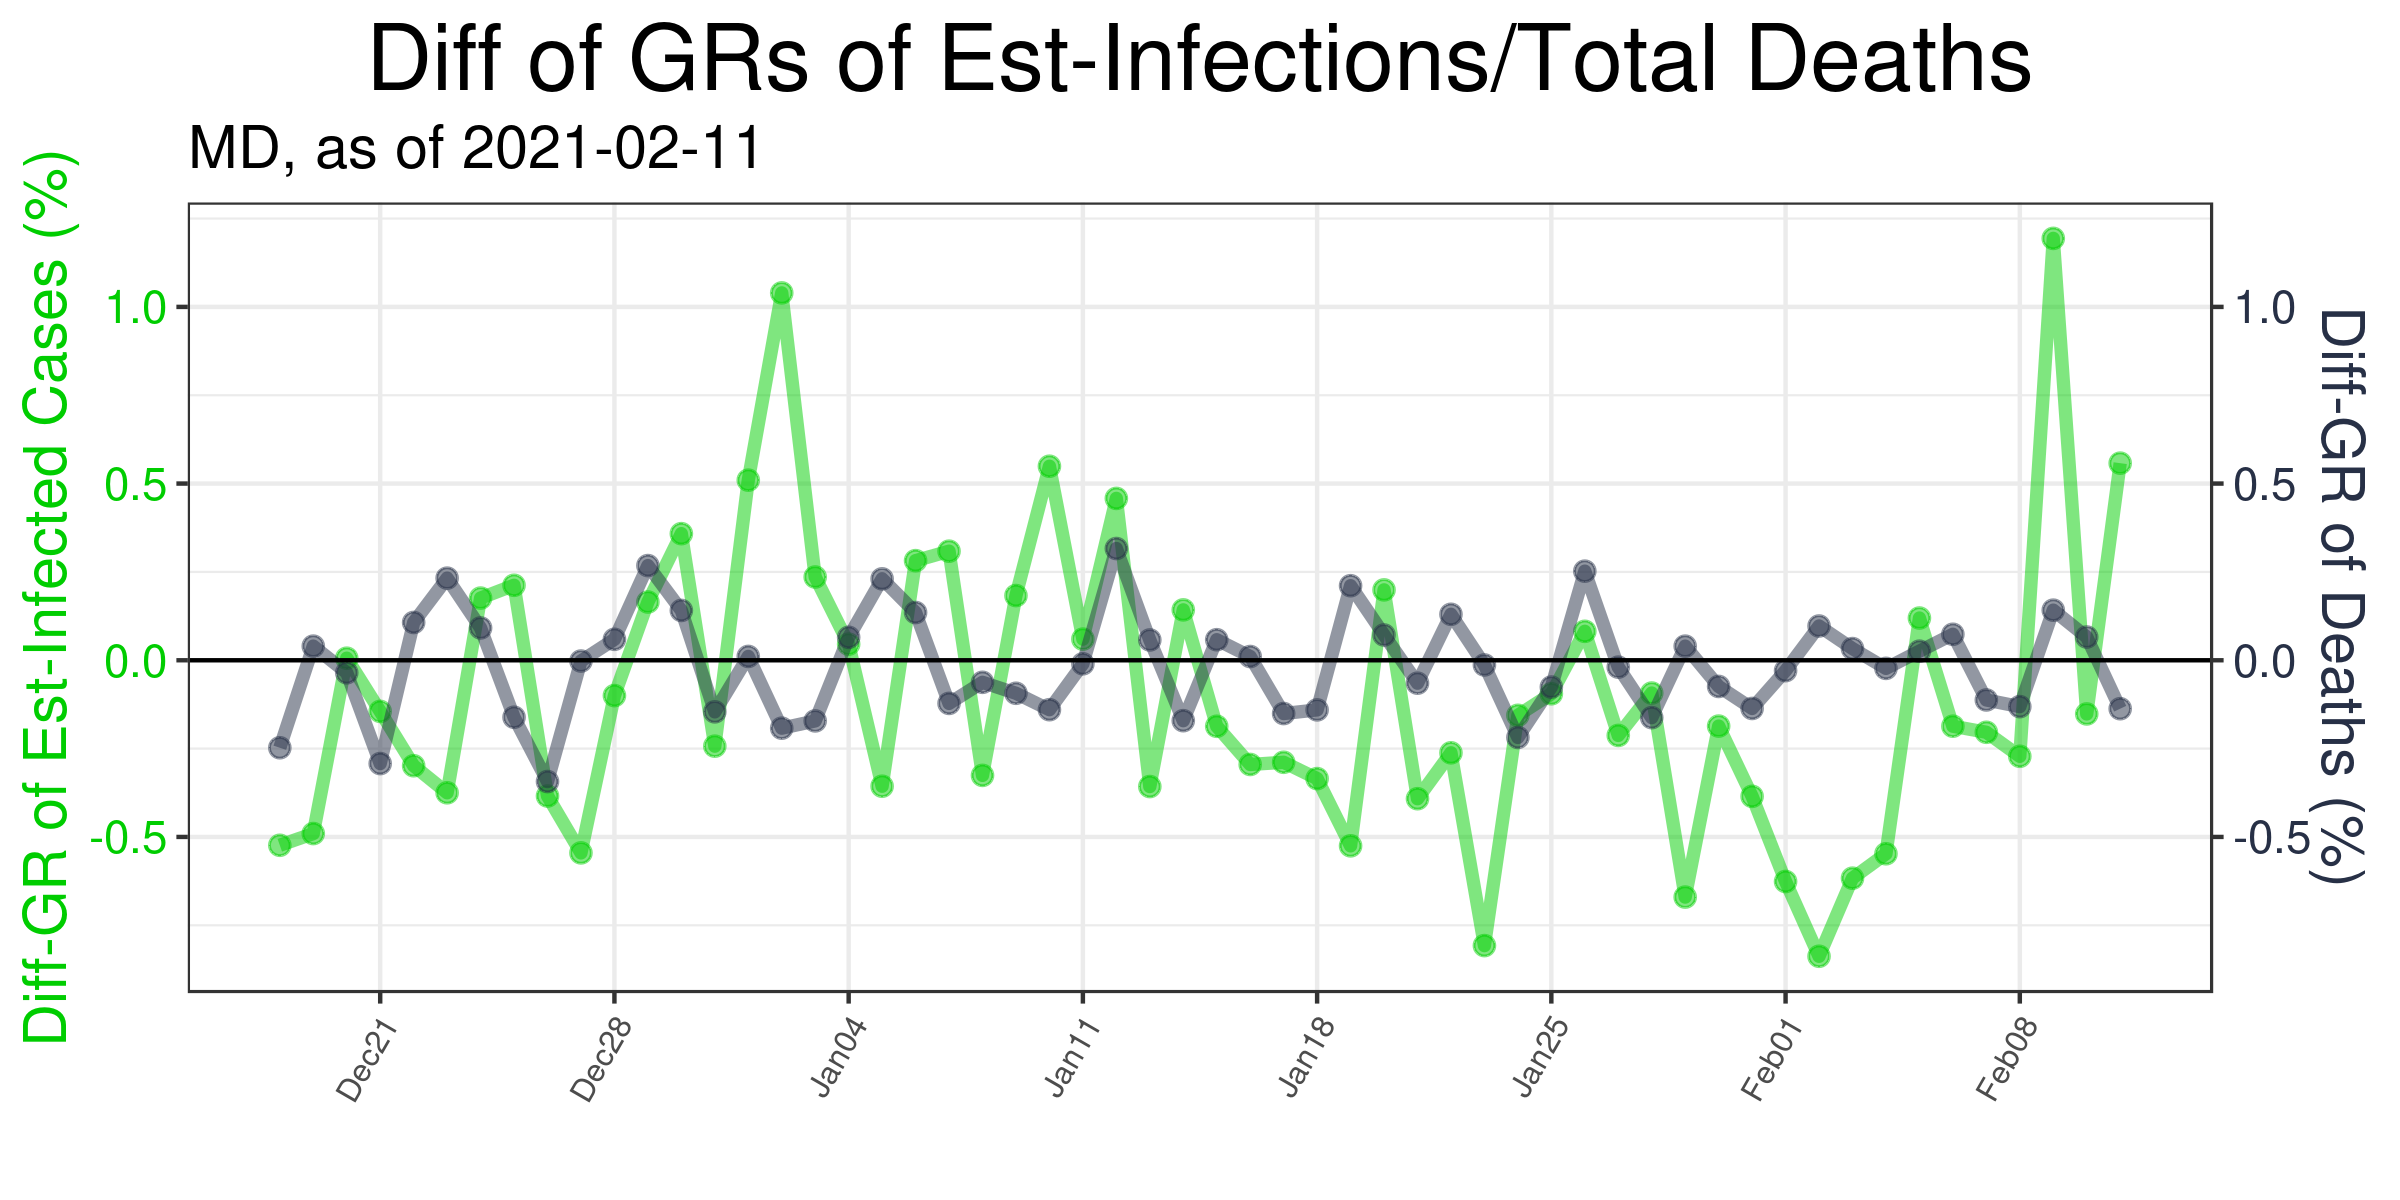 Diff of GRs of Est-Infections/Total Deaths
MD, as of 2021-02-11
Diff-GR of Est-Infected Cases (%)
1.0
0.5
0.0
-0.5
1.0
0.5
0.0
-0.5
Diff-GR of Deaths (%)
Dec21
Dec28
Jan04
Jan11
Jan18
Jan25
Feb01
Feb08